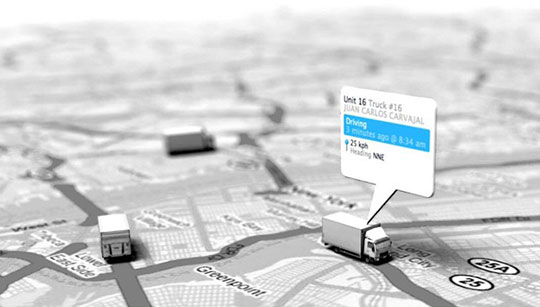 Unit 16 Truck #16
JUAN CARLOS CARVAJAL
Driving
3 minutes ago @ 8:34 am
25 kph
Heading NNE
Lower
East Side
Greenpoint
City
25A
25